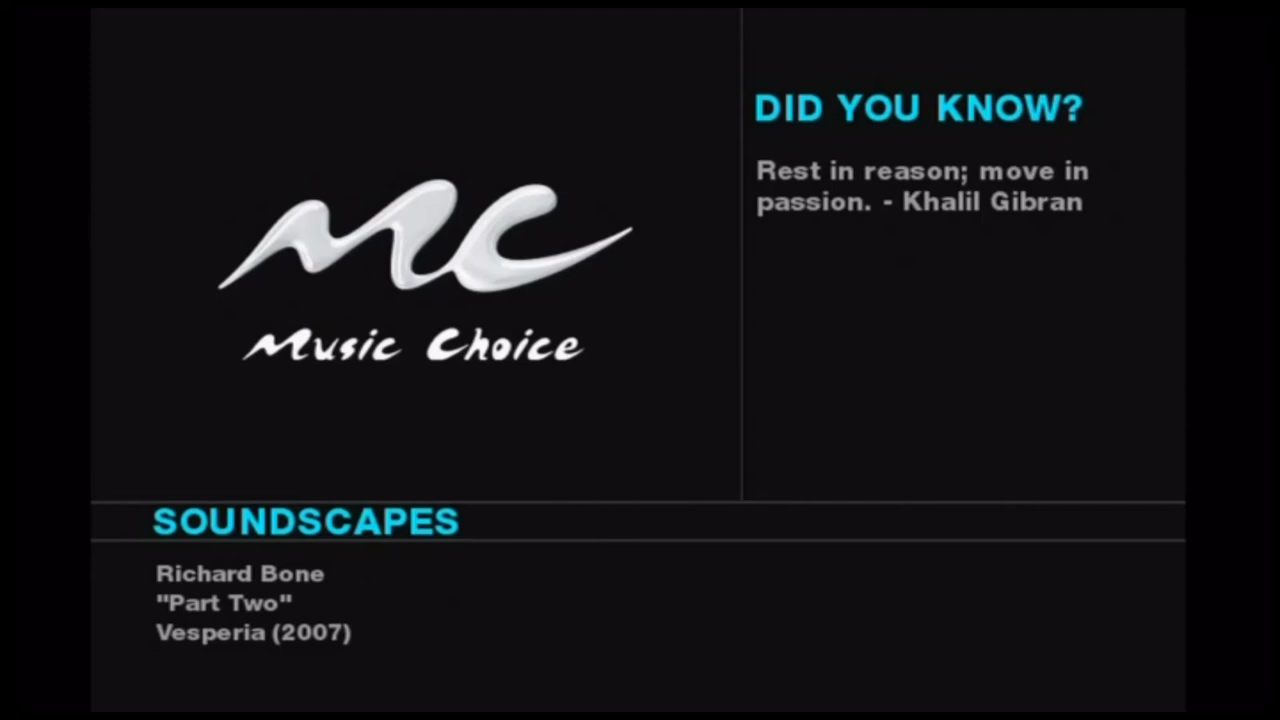 MC
Music Choice
DID YOU KNOW?
Rest in reason; move in
passion. - Khalil Gibran
SOUNDSCAPES
Richard Bone
"Part Two"
Vesperia (2007)